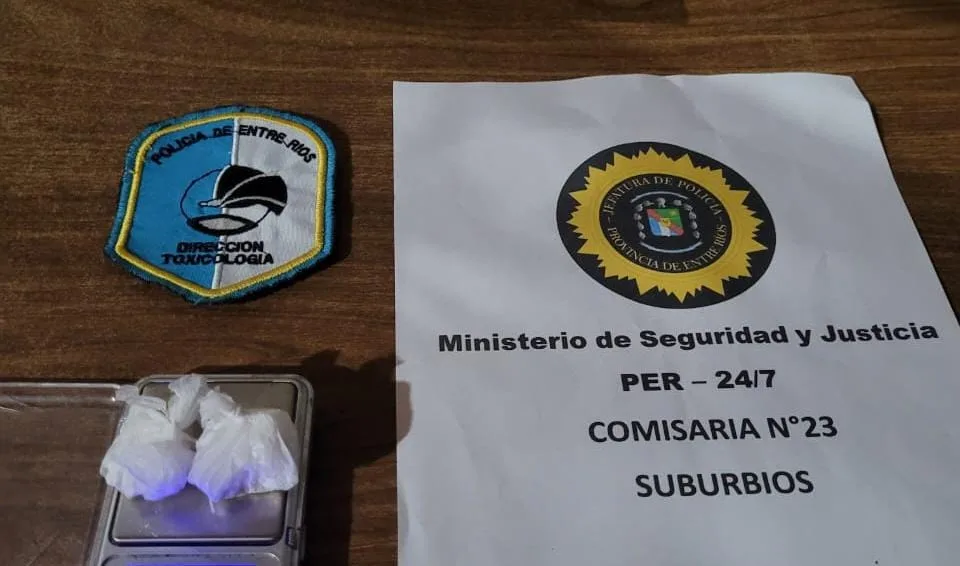 POLICIA DE ENTRE RIOS
DIRECCION
TOXICOLOGIA
JEFATURA DE POLICIA
PROVINCIA DE ENTRE RIOS
Ministerio de Seguridad y Justicia
PER – 24/7
COMISARIA N°23
SUBURBIOS